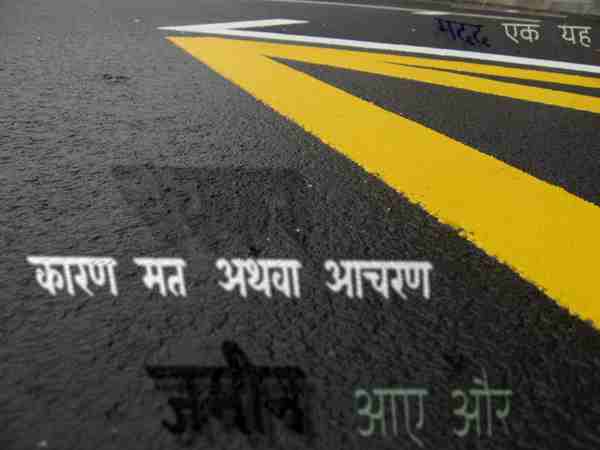 मदद एक यह
कारण मत अथवा आचरण
जमीन आए और